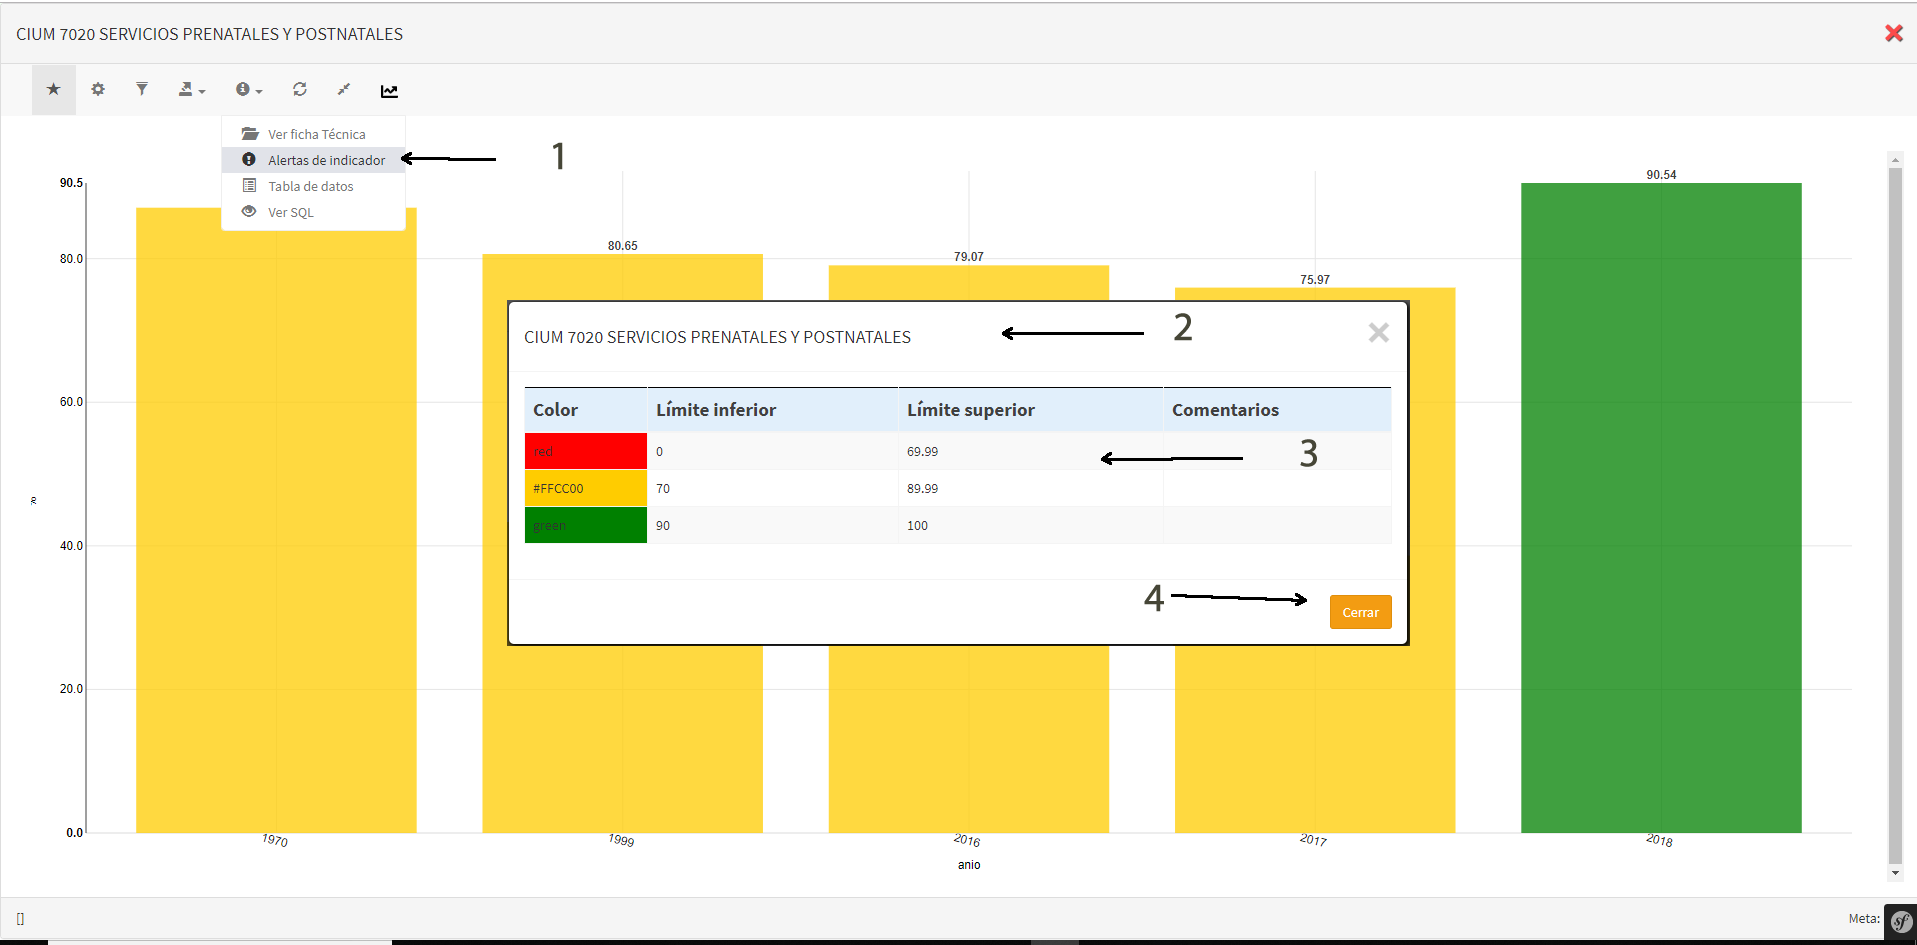 CIUM 7020 SERVICIOS PRENATALES Y POSTNATALES
Ver ficha Técnica
Alertas de indicador
Tabla de datos
Ver SQL
1
90.5
80.0
60.0
40.0
20.0
0.0
80.65
79.07
75.97
90.54
CIUM 7020 SERVICIOS PRENATALES Y POSTNATALES
2
Color Límite inferior Límite superior Comentarios
red 0 69.99
3
#FFCC00 70 89.99
green 90 100
4
Cerrar
1970 1999 2016 2017 2018
anio
[]
Meta:
sf